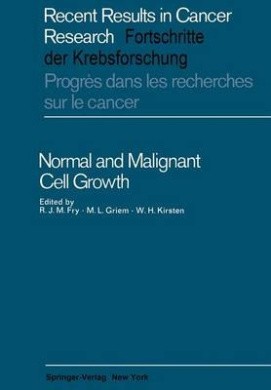 Recent Results in Cancer
Research Fortschritte
der Krebsforschung
Progrès dans les recherches
sur le cancer
Normal and Malignant
Cell Growth
Edited by
R. J. M. Fry · M. L. Griem · W. H. Kirsten
Springer-Verlag New York